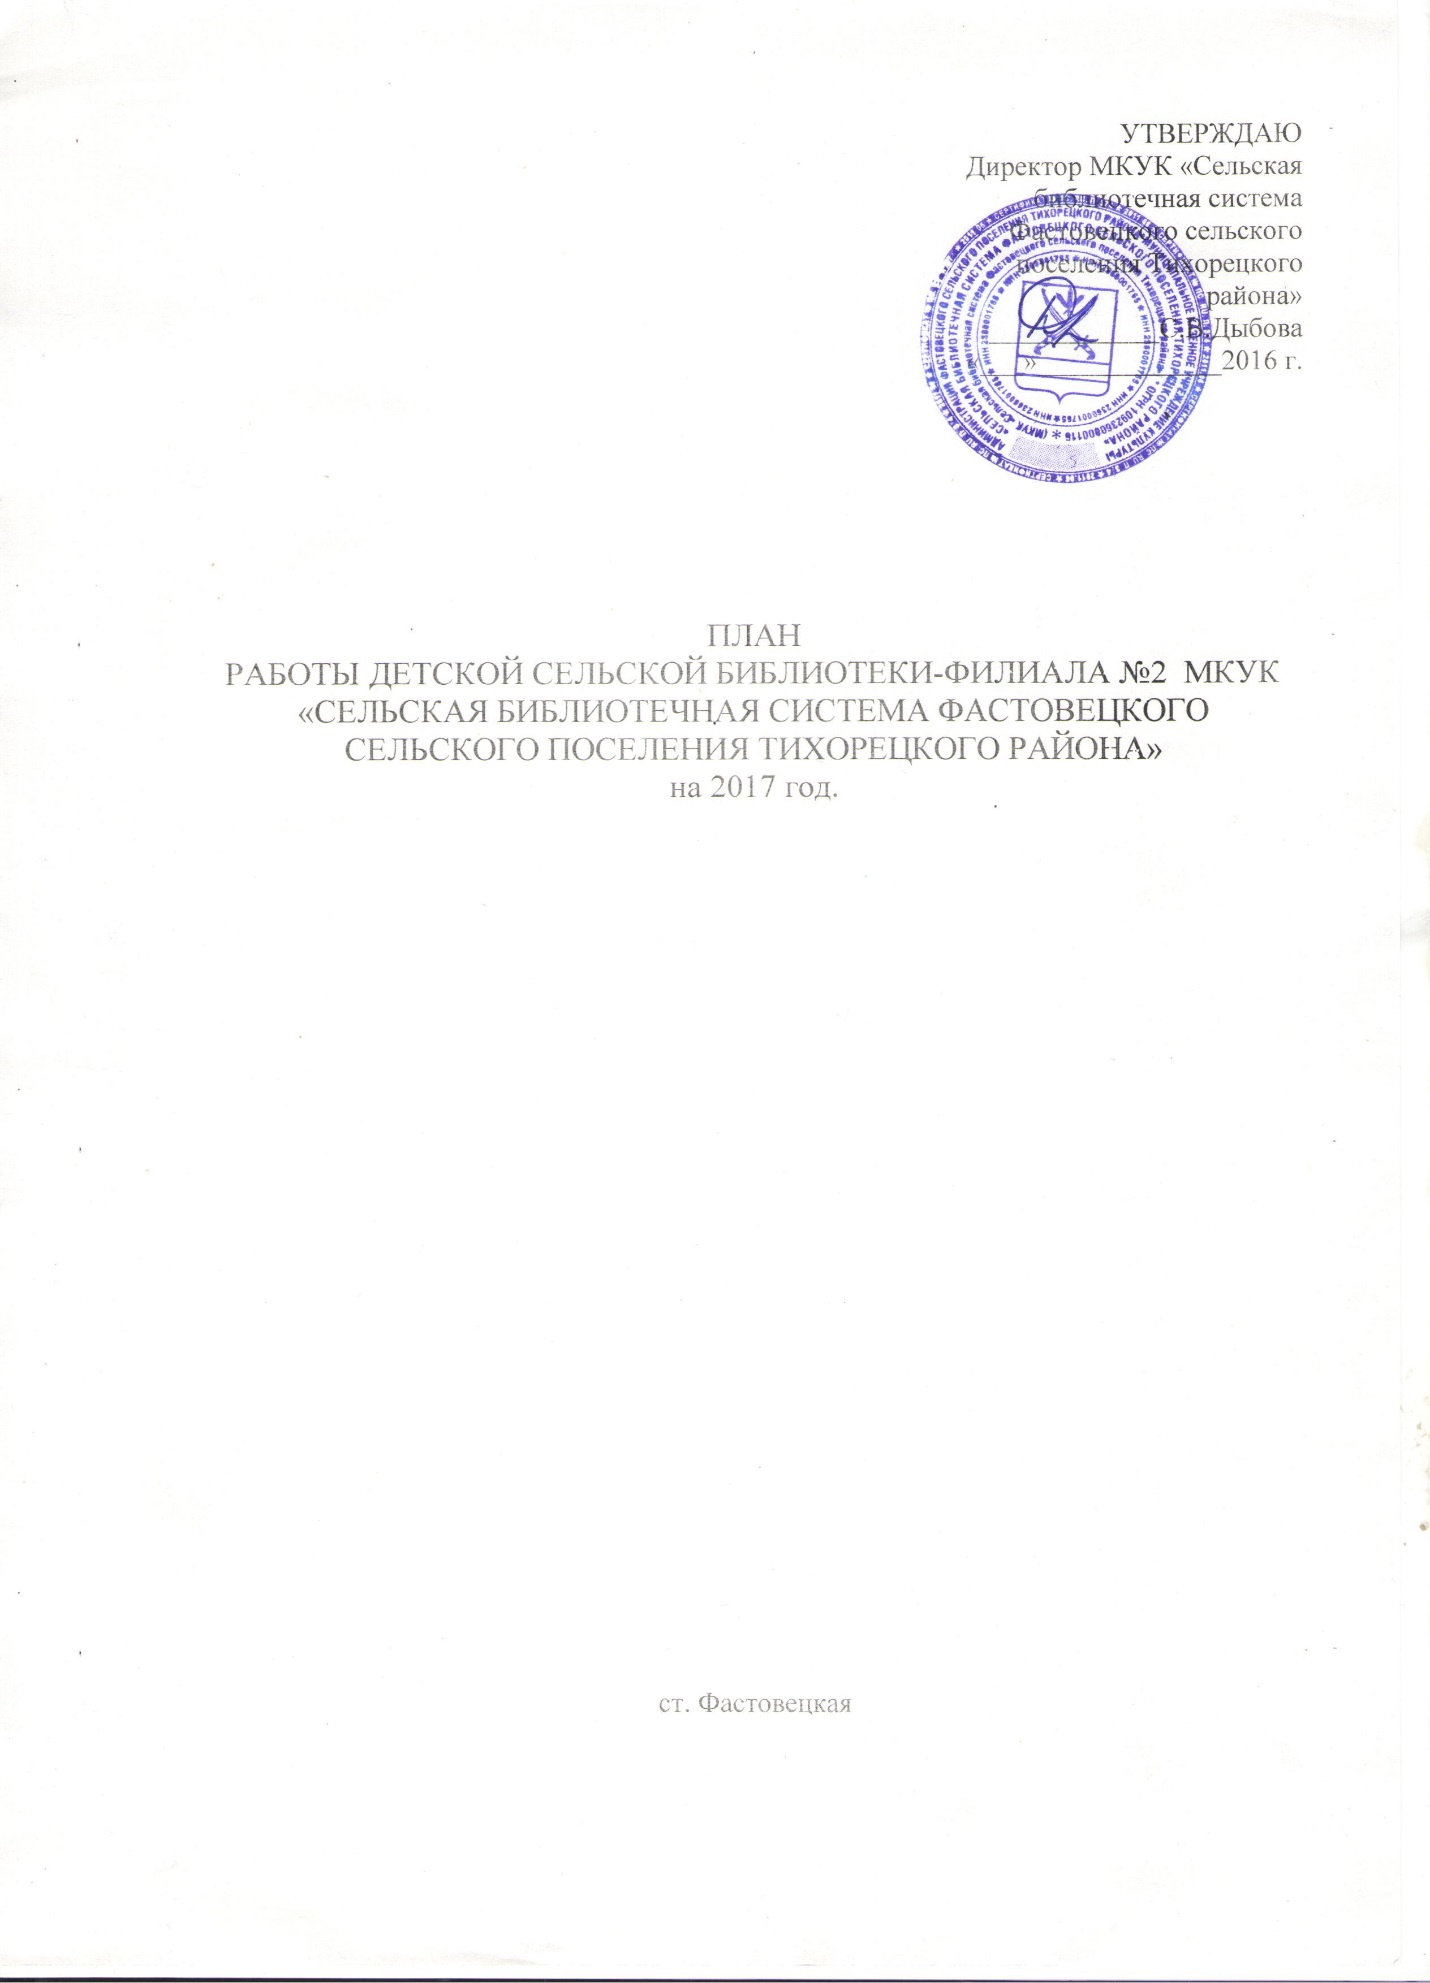 УТВЕРЖДАЮ
Директор МКУК «Сельская
библиотечная система
Фастовецкого сельского
поселения Тихорецкого
района»
С.В.Дыбова
« » 2016 г.
ПЛАН
РАБОТЫ ДЕТСКОЙ СЕЛЬСКОЙ БИБЛИОТЕКИ-ФИЛИАЛА №2 МКУК
«СЕЛЬСКАЯ БИБЛИОТЕЧНАЯ СИСТЕМА ФАСТОВЕЦКОГО
СЕЛЬСКОГО ПОСЕЛЕНИЯ ТИХОРЕЦКОГО РАЙОНА»
на 2017 год.
ст. Фастовецкая